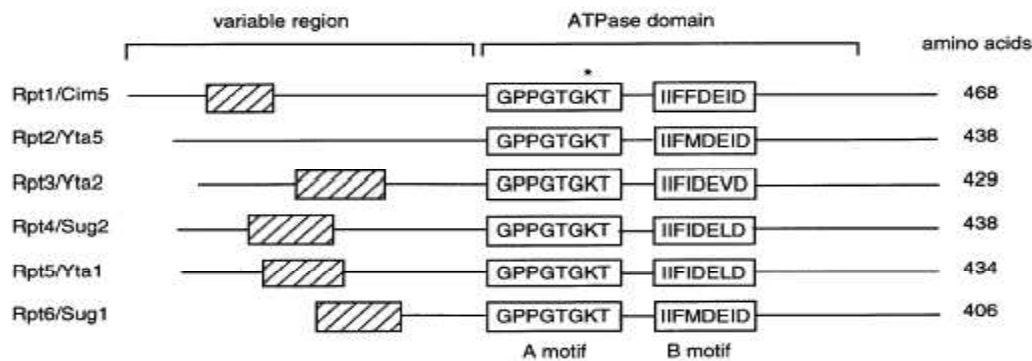 variable region ATPase domain amino acids
*
Rpt1/Cim5 GPPGTGKT IIFFDEID 468
Rpt2/Yta5 GPPGTGKT IIFMDEID 438
Rpt3/Yta2 GPPGTGKT IIFIDEVD 429
Rpt4/Sug2 GPPGTGKT IIFIDELD 438
Rpt5/Yta1 GPPGTGKT IIFIDELD 434
Rpt6/Sug1 GPPGTGKT IIFMDEID 406
A motif B motif